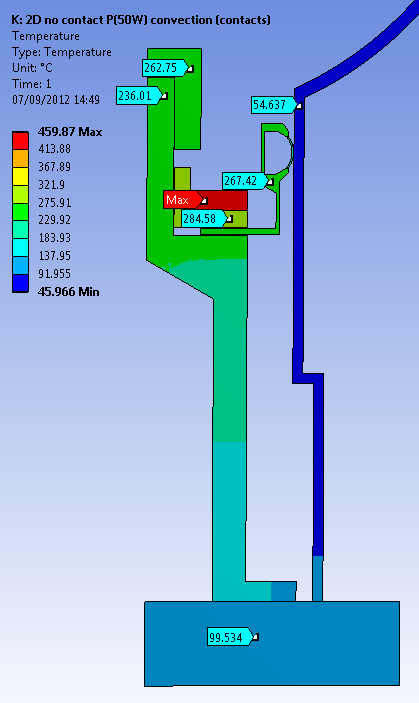 K: 2D no contact P(50W) convection (contacts)
Temperature
Type: Temperature
Unit: °C
Time: 1
07/09/2012 14:49
459.87 Max
413.88
367.89
321.9
275.91
229.92
183.93
137.95
91.955
45.966 Min
262.75
236.01
54.637
267.42
Max
284.58
99.534